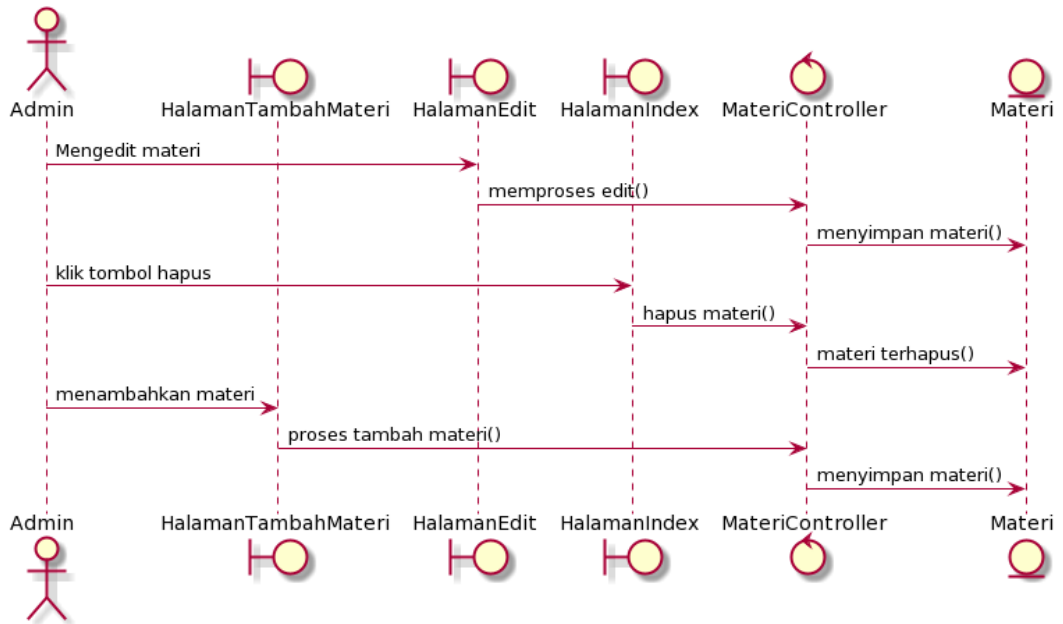 Admin
HalamanTambahMateri
HalamanEdit
HalamanIndex
MateriController
Materi
Mengedit materi
memproses edit()
menyimpan materi()
klik tombol hapus
hapus materi()
materi terhapus()
menambahkan materi
proses tambah materi()
menyimpan materi()
Admin
HalamanTambahMateri
HalamanEdit
HalamanIndex
MateriController
Materi